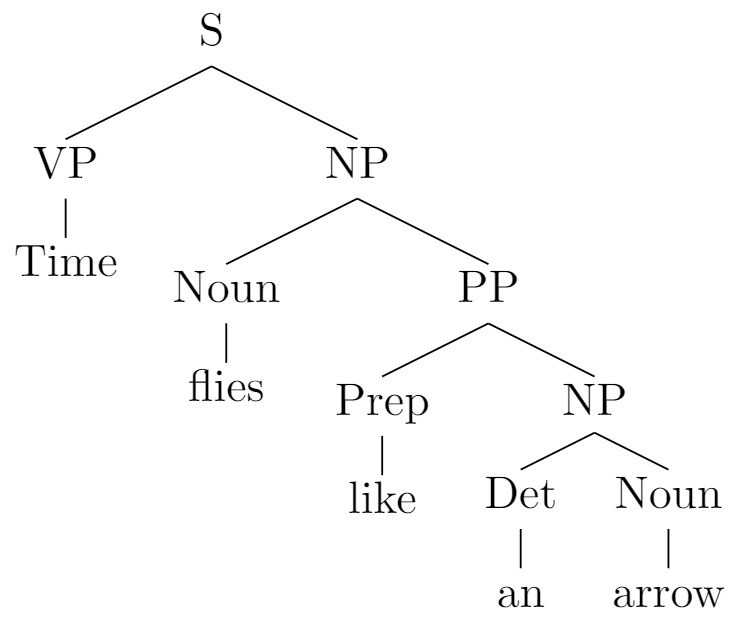 S
VP NP
Time
Noun PP
flies
Prep NP
like
Det Noun
an arrow